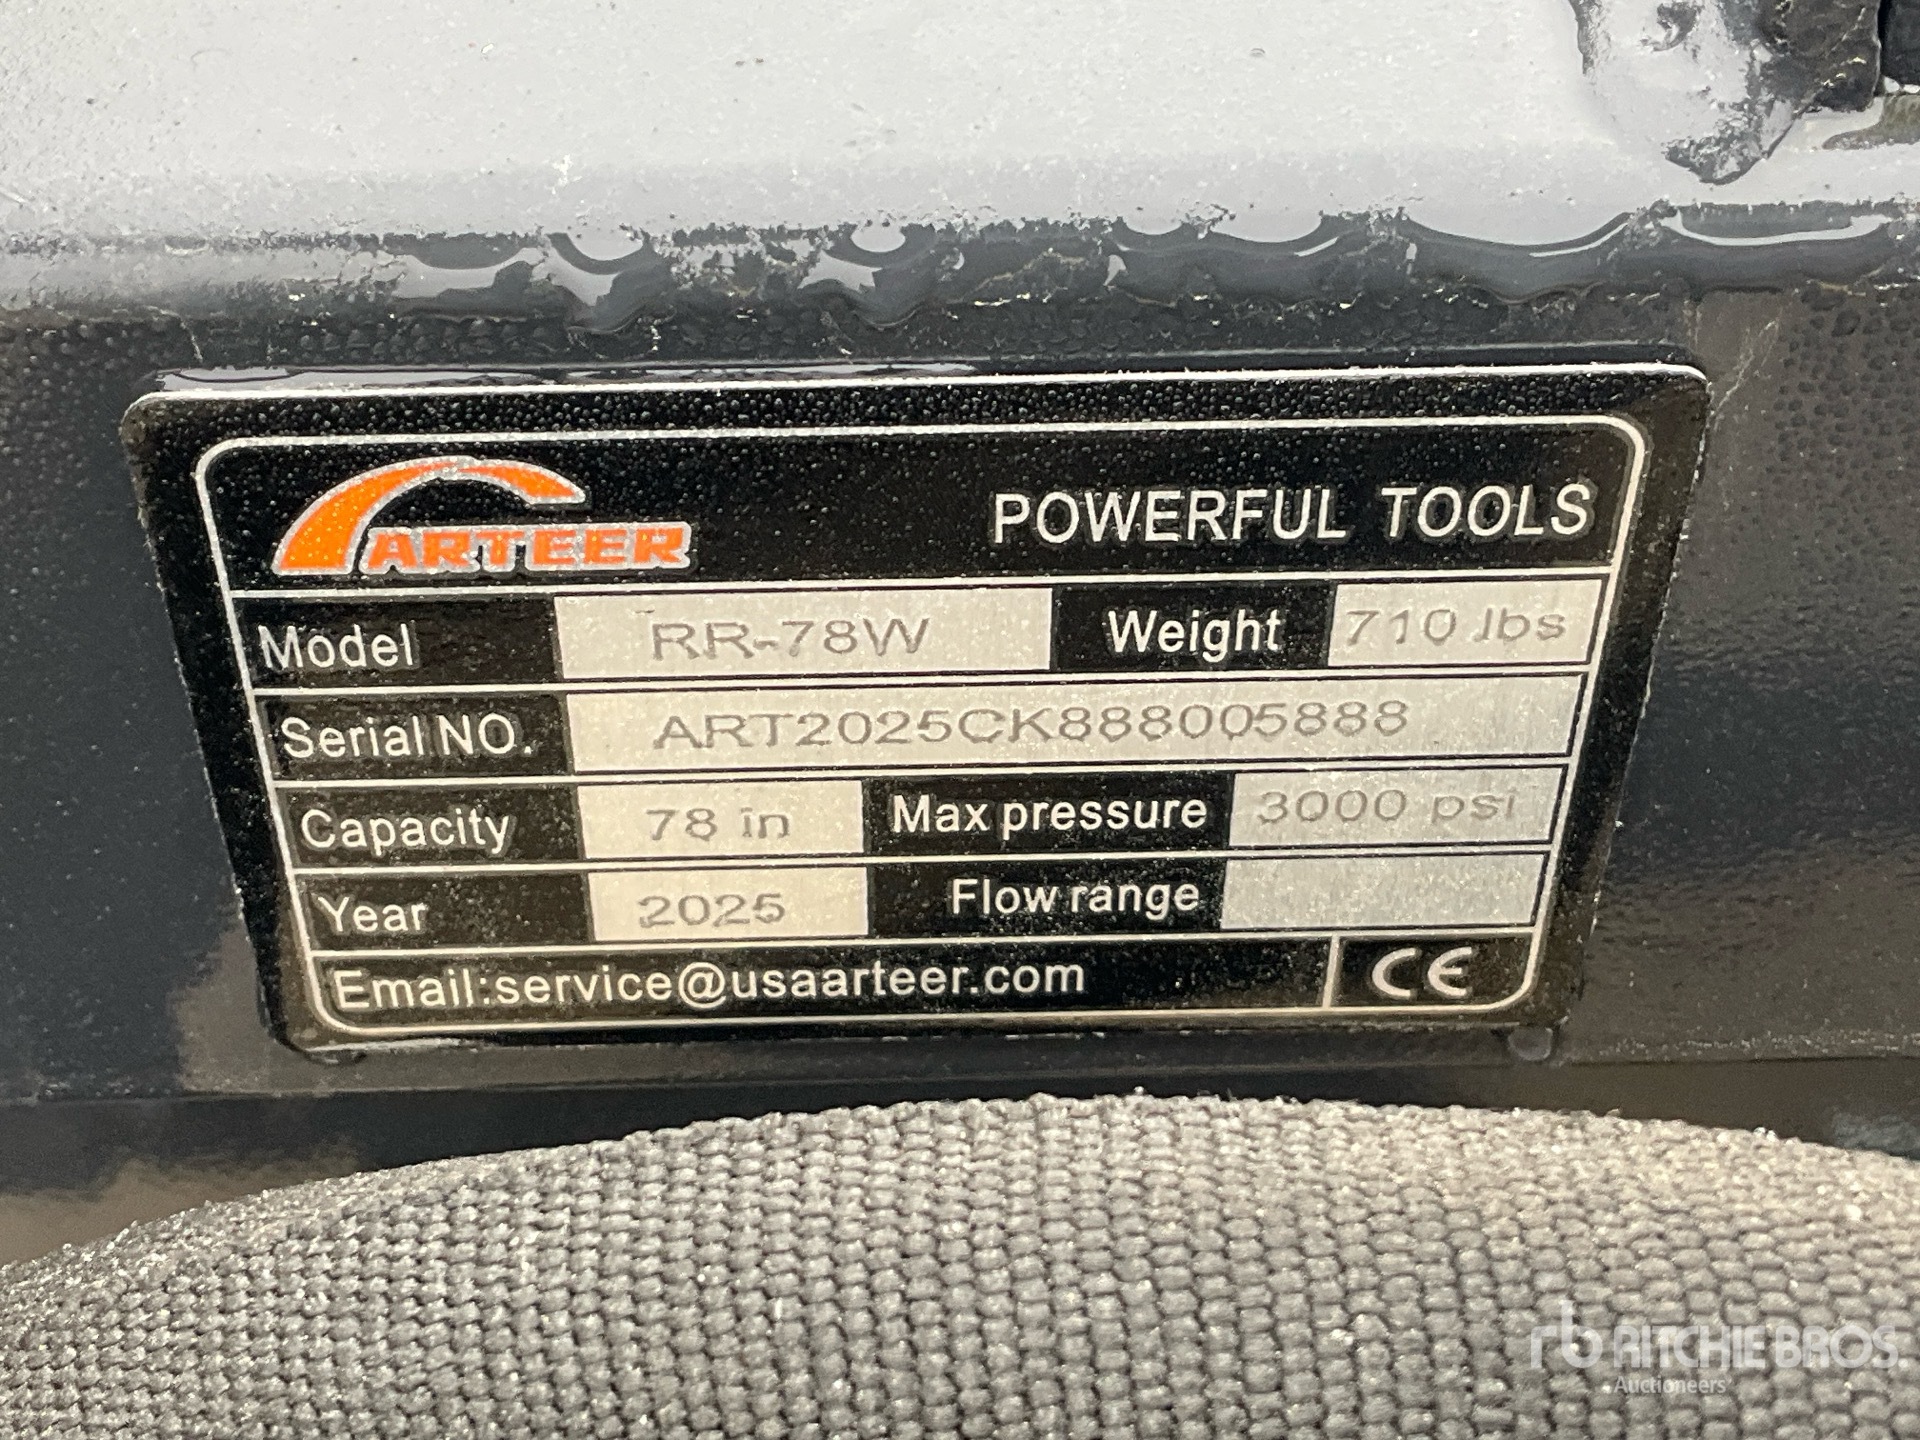 ARTEER POWERFUL TOOLS
Model RR-78W Weight 710 lbs
Serial NO. ART2025CK888005888
Capacity 78 in Max pressure 3000 psi
Year 2025 Flow range
Email:service@usaarteer.com CE
rb RITCHIE BROS.
Auctioneers